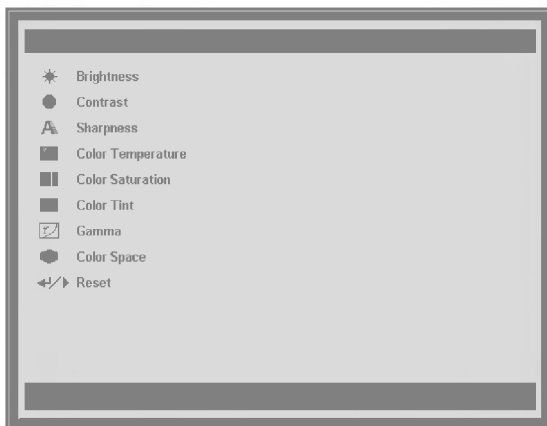 Brightness
Contrast
Sharpness
Color Temperature
Color Saturation
Color Tint
Gamma
Color Space
Reset